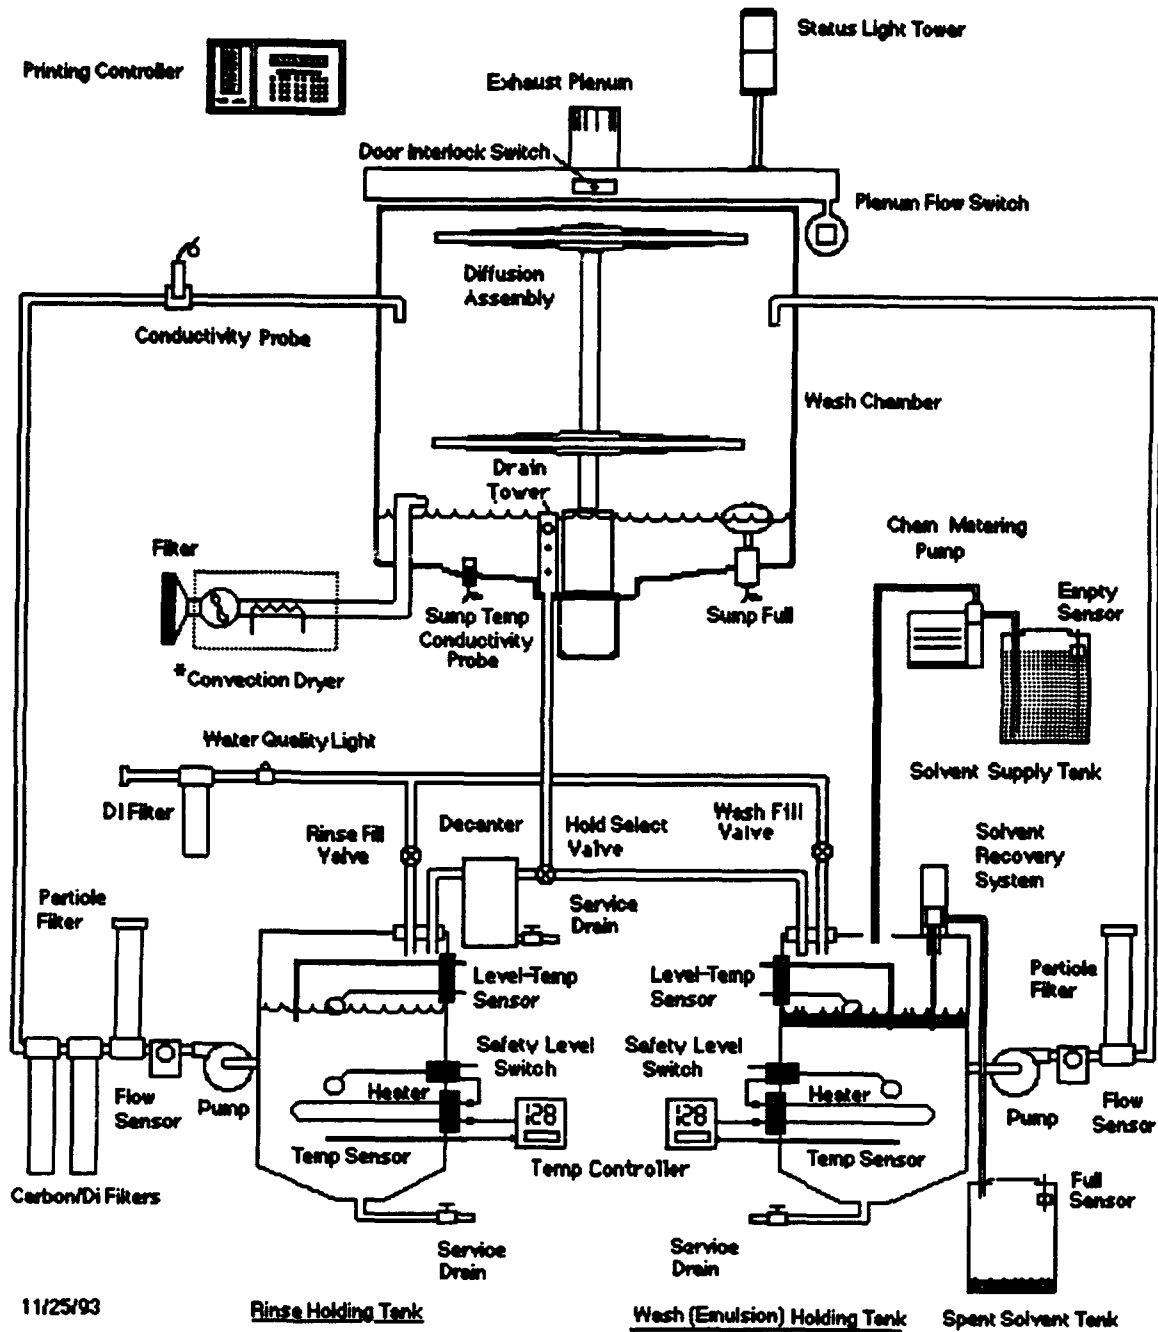 Status Light Tower
Printing Controller
Exhaust Plenum
Door Interlock Switch
Plenum Flow Switch
Diffusion
Assembly
Conductivity Probe
Wash Chamber
Drain
Tower
Chem Metering
Pump
Filter
Empty
Sensor
Sump Temp
Conductivity
Probe
Sump Full
*Convection Dryer
Water Quality Light
Solvent Supply Tank
DI Filter
Rinse Fill
Valve
Decanter
Hold Select
Valve
Wash Fill
Valve
Solvent
Recovery
System
Particle
Filter
Service
Drain
Level-Temp
Sensor
Level-Temp
Sensor
Particle
Filter
Safety Level
Switch
Safety Level
Switch
Flow
Sensor
Pump
Heater
128
128
Heater
Pump
Flow
Sensor
Temp Sensor
Temp Controller
Temp Sensor
Carbon/Di Filters
Full
Sensor
Service
Drain
Service
Drain
11/25/93
Rinse Holding Tank
Wash (Emulsion) Holding Tank
Spent Solvent Tank